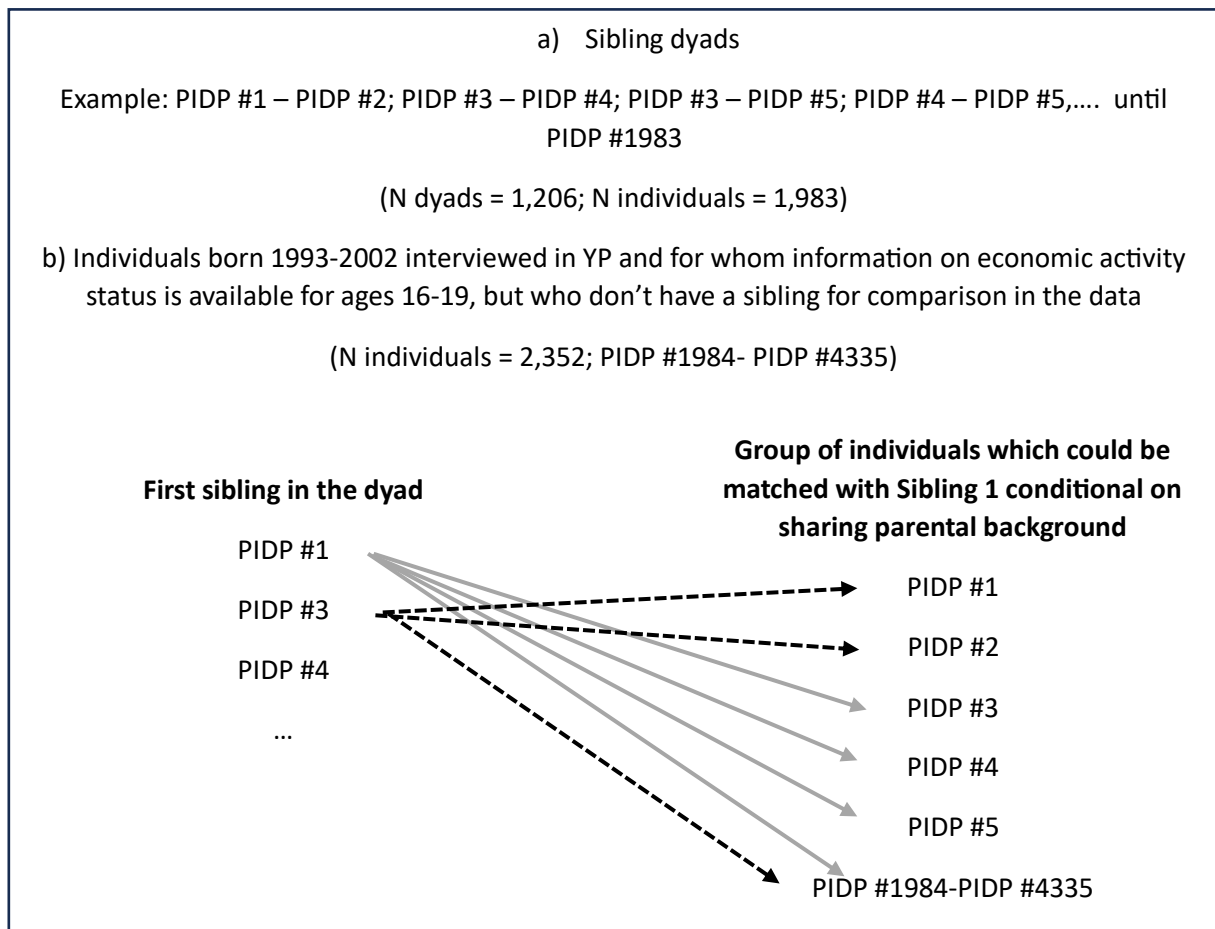 a) Sibling dyads
Example: PIDP #1 – PIDP #2; PIDP #3 – PIDP #4; PIDP #3 – PIDP #5; PIDP #4 – PIDP #5,.... until
PIDP #1983
(N dyads = 1,206; N individuals = 1,983)
b) Individuals born 1993-2002 interviewed in YP and for whom information on economic activity
status is available for ages 16-19, but who don’t have a sibling for comparison in the data
(N individuals = 2,352; PIDP #1984- PIDP #4335)
First sibling in the dyad
PIDP #1
PIDP #3
PIDP #4
...
Group of individuals which could be
matched with Sibling 1 conditional on
sharing parental background
PIDP #1
PIDP #2
PIDP #3
PIDP #4
PIDP #5
PIDP #1984-PIDP #4335